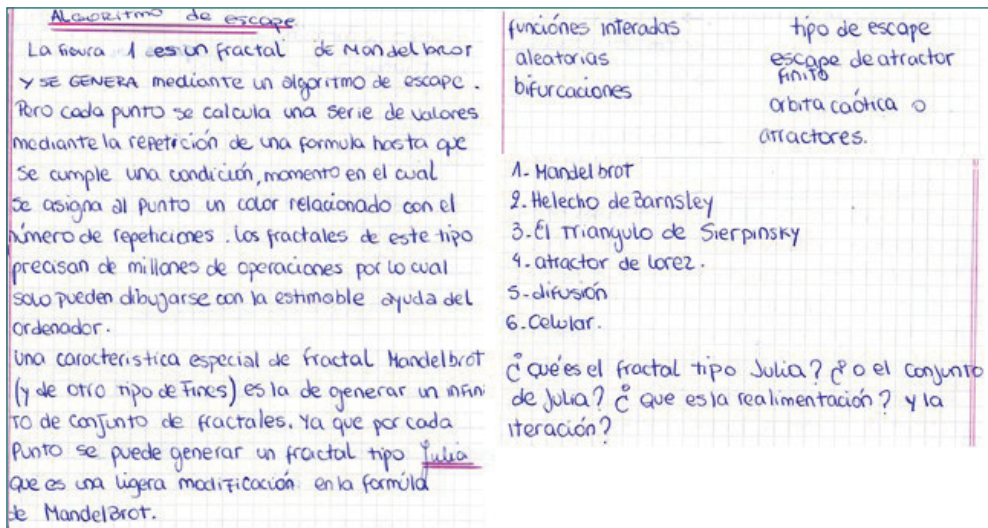 ALGORITMO de escape
La figura 1 es un fractal de Mandelbrot
Y SE GENERA mediante un algoritmo de escape.
Pero cada punto se calcula una serie de valores
mediante la repetición de una formula hasta que
se cumple una condición, momento en el cual
se asigna al punto un color relacionado con el
número de repeticiones. Los fractales de este tipo
precisan de millones de operaciones por lo cual
solo pueden dibujarse con la estimable ayuda del
ordenador.
Una caracteristica especial de fractal Mandelbrot
(y de otro tipo de Fines) es la de generar un infini
TO de conjunto de fractales. Ya que por cada
Punto se puede generar un fractal tipo Julia
Que es una ligera modificación en la formúla
de MandelBrot.
funciónes interadas
aleatorias
bifurcaciones
tipo de escape
escape de atractor
FINITO
orbita caótica o
atractores.
1- Mandelbrot
2. Helecho de Barnsley
3- El Triangulo de Sierpinsky
4- atractor de lorez.
5- difusión
6. Celular.
¿Qué es el fractal tipo Julia? ¿o el conjunto
de Julia? ¿Que es la realimentación? y la
iteración?